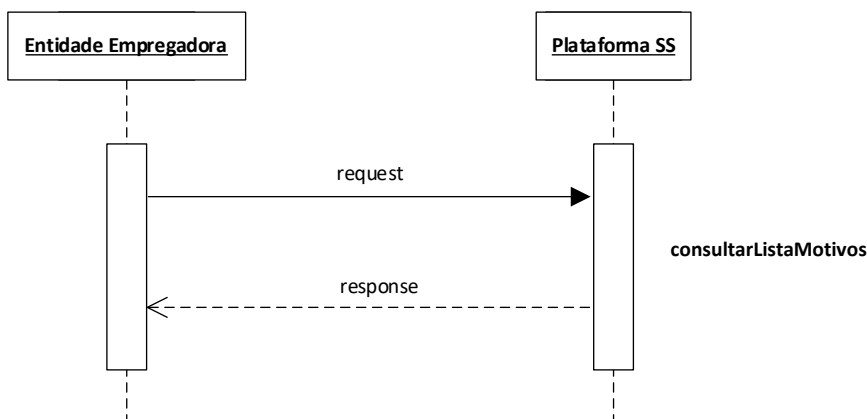 Entidade Empregadora
Plataforma SS
request
consultarListaMotivos
response